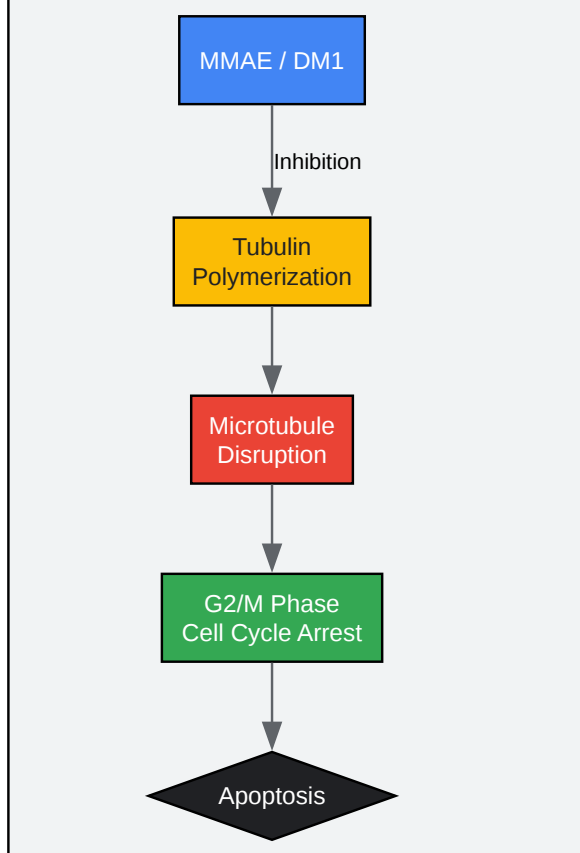 MMAE / DM1
Inhibition
Tubulin
Polymerization
Microtubule
Disruption
G2/M Phase
Cell Cycle Arrest
Apoptosis